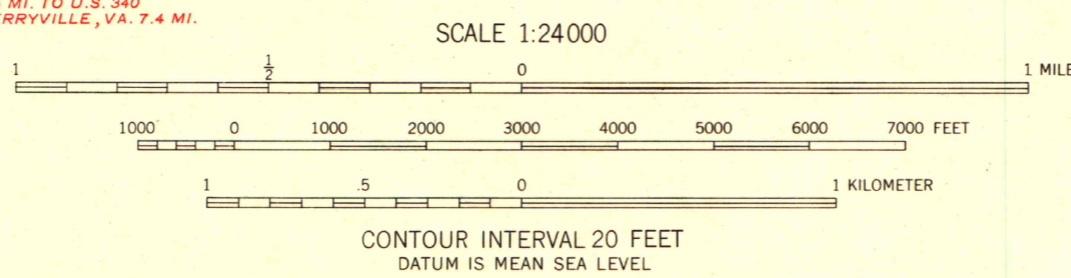 MI. TO U.S. 340
RRYVILLE, VA. 7.4 MI.
SCALE 1:24000
1 1/2 0 1 MILE
1000 0 1000 2000 3000 4000 5000 6000 7000 FEET
1 .5 0 1 KILOMETER
CONTOUR INTERVAL 20 FEET
DATUM IS MEAN SEA LEVEL